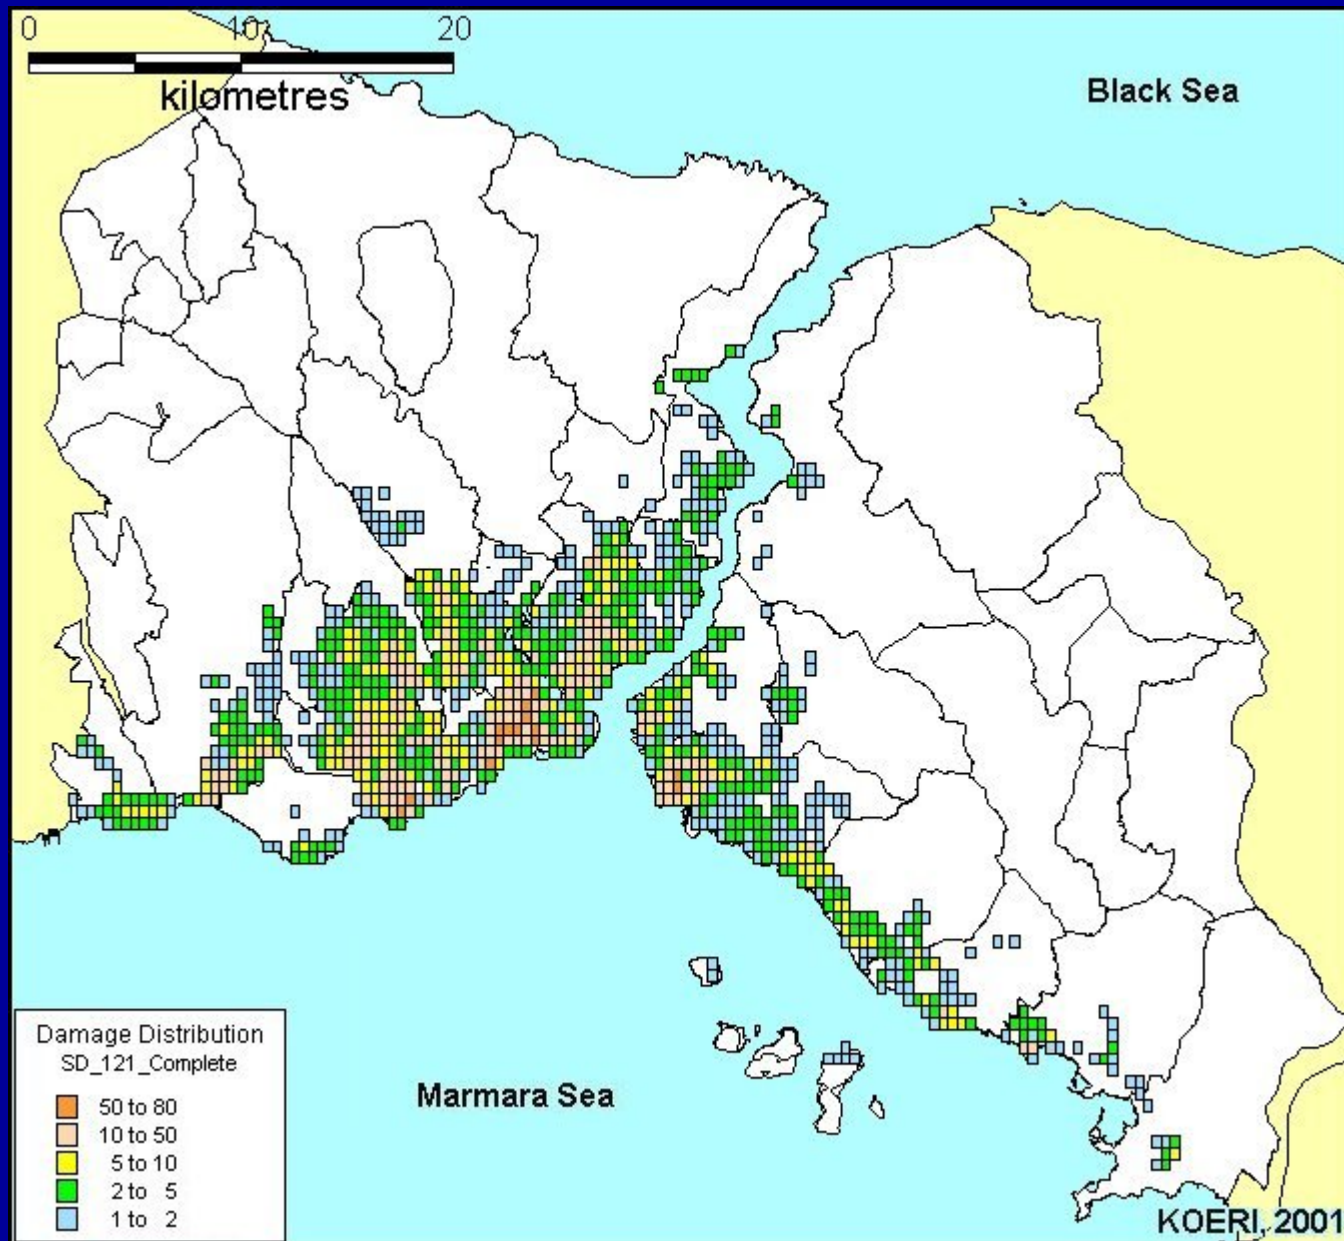 0 10 20
kilometres
Black Sea
Marmara Sea
Damage Distribution
SD_121_Complete
50 to 80
10 to 50
5 to 10
2 to 5
1 to 2
KOERI, 2001